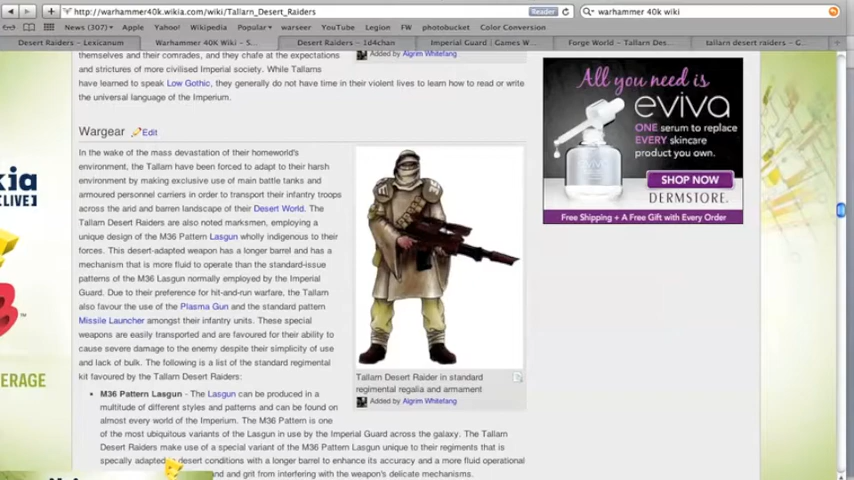 http://warhammer40k.wikia.com/wiki/Tallarn_Desert_Raiders
Reader
warhammer 40k wiki
News (307)
Apple
Yahoo!
Wikipedia
Popular
warseer
YouTube
Legion
FW
photobucket
Color Conversion
Desert Raiders - Lexicanum
Warhammer 40K Wiki - S...
Desert Raiders - 1d4chan
Imperial Guard | Games W...
Forge World - Tallarn Des...
tallarn desert raiders - G...
themselves and their comrades, and they chafe at the expectations
and strictures of more civilised Imperial society. While Tallarns
have learned to speak Low Gothic, they generally do not have time in their violent lives to learn how to read or write
the universal language of the Imperium.
Added by Algrim Whitefang
Wargear
Edit
In the wake of the mass devastation of their homeworld's
environment, the Tallarn have been forced to adapt to their harsh
environment by making exclusive use of main battle tanks and
armoured personnel carriers in order to transport their infantry troops
across the arid and barren landscape of their Desert World. The
Tallarn Desert Raiders are also noted marksmen, employing a
unique design of the M36 Pattern Lasgun wholly indigenous to their
forces. This desert-adapted weapon has a longer barrel and has a
mechanism that is more fluid to operate than the standard-issue
patterns of the M36 Lasgun normally employed by the Imperial
Guard. Due to their preference for hit-and-run warfare, the Tallarn
also favour the use of the Plasma Gun and the standard pattern
Missile Launcher amongst their infantry units. These special
weapons are easily transported and are favoured for their ability to
cause severe damage to the enemy despite their simplicity of use
and lack of bulk. The following is a list of the standard regimental
kit favoured by the Tallarn Desert Raiders:
Tallarn Desert Raider in standard
regimental regalia and armament
Added by Algrim Whitefang
• M36 Pattern Lasgun - The Lasgun can be produced in a
multitude of different styles and patterns and can be found on
almost every world of the Imperium. The M36 Pattern is one
of the most ubiquitous variants of the Lasgun in use by the Imperial Guard across the galaxy. The Tallarn
Desert Raiders make use of a special variant of the M36 Pattern Lasgun unique to their regiments that is
specially adapted to desert conditions with a longer barrel to enhance its accuracy and a more fluid operational
and and grit from interfering with the weapon's delicate mechanisms.
All you need is
eviva
ONE serum to replace
EVERY skincare
product you own.
SHOP NOW
DERMSTORE.
Free Shipping + A Free Gift with Every Order
kia
LIVE]
3
ERAGE